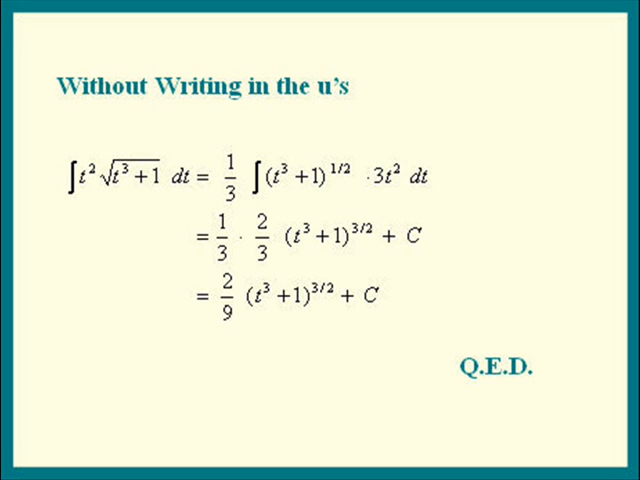 Without Writing in the u's
∫ t² √(t³ + 1) dt = 1/3 ∫ (t³ + 1)^1/2 · 3t² dt
= 1/3 · 2/3 (t³ + 1)^3/2 + C
= 2/9 (t³ + 1)^3/2 + C
Q.E.D.